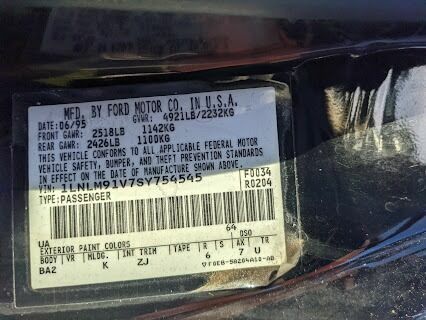 MFD. BY FORD MOTOR CO. IN U.S.A.
DATE: 06/95 GVWR: 4921LB/2232KG
FRONT GAWR: 2518LB 1142KG
REAR GAWR: 2426LB 1100KG
THIS VEHICLE CONFORMS TO ALL APPLICABLE FEDERAL MOTOR
VEHICLE SAFETY, BUMPER, AND THEFT PREVENTION STANDARDS
IN EFFECT ON THE DATE OF MANUFACTURE SHOWN ABOVE.
VIN: 1LNLM91V7SY754545 F0034
TYPE: PASSENGER R0204
UA 64 DSO
EXTERIOR PAINT COLORS
BODY VR MLDG. INT TRIM TAPE R S AX TR
BA2 K ZJ 6 7 U